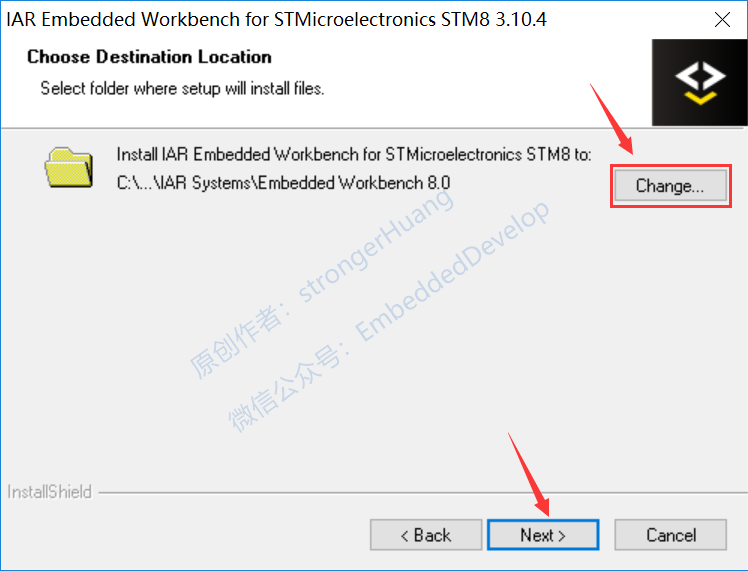 IAR Embedded Workbench for STMicroelectronics STM8 3.10.4
Choose Destination Location
Select folder where setup will install files.
Install IAR Embedded Workbench for STMicroelectronics STM8 to:
C:\...\IAR Systems\Embedded Workbench 8.0
Change...
原创作者：strongerHuang
微信公众号：EmbeddedDevelop
InstallShield
< Back
Next >
Cancel